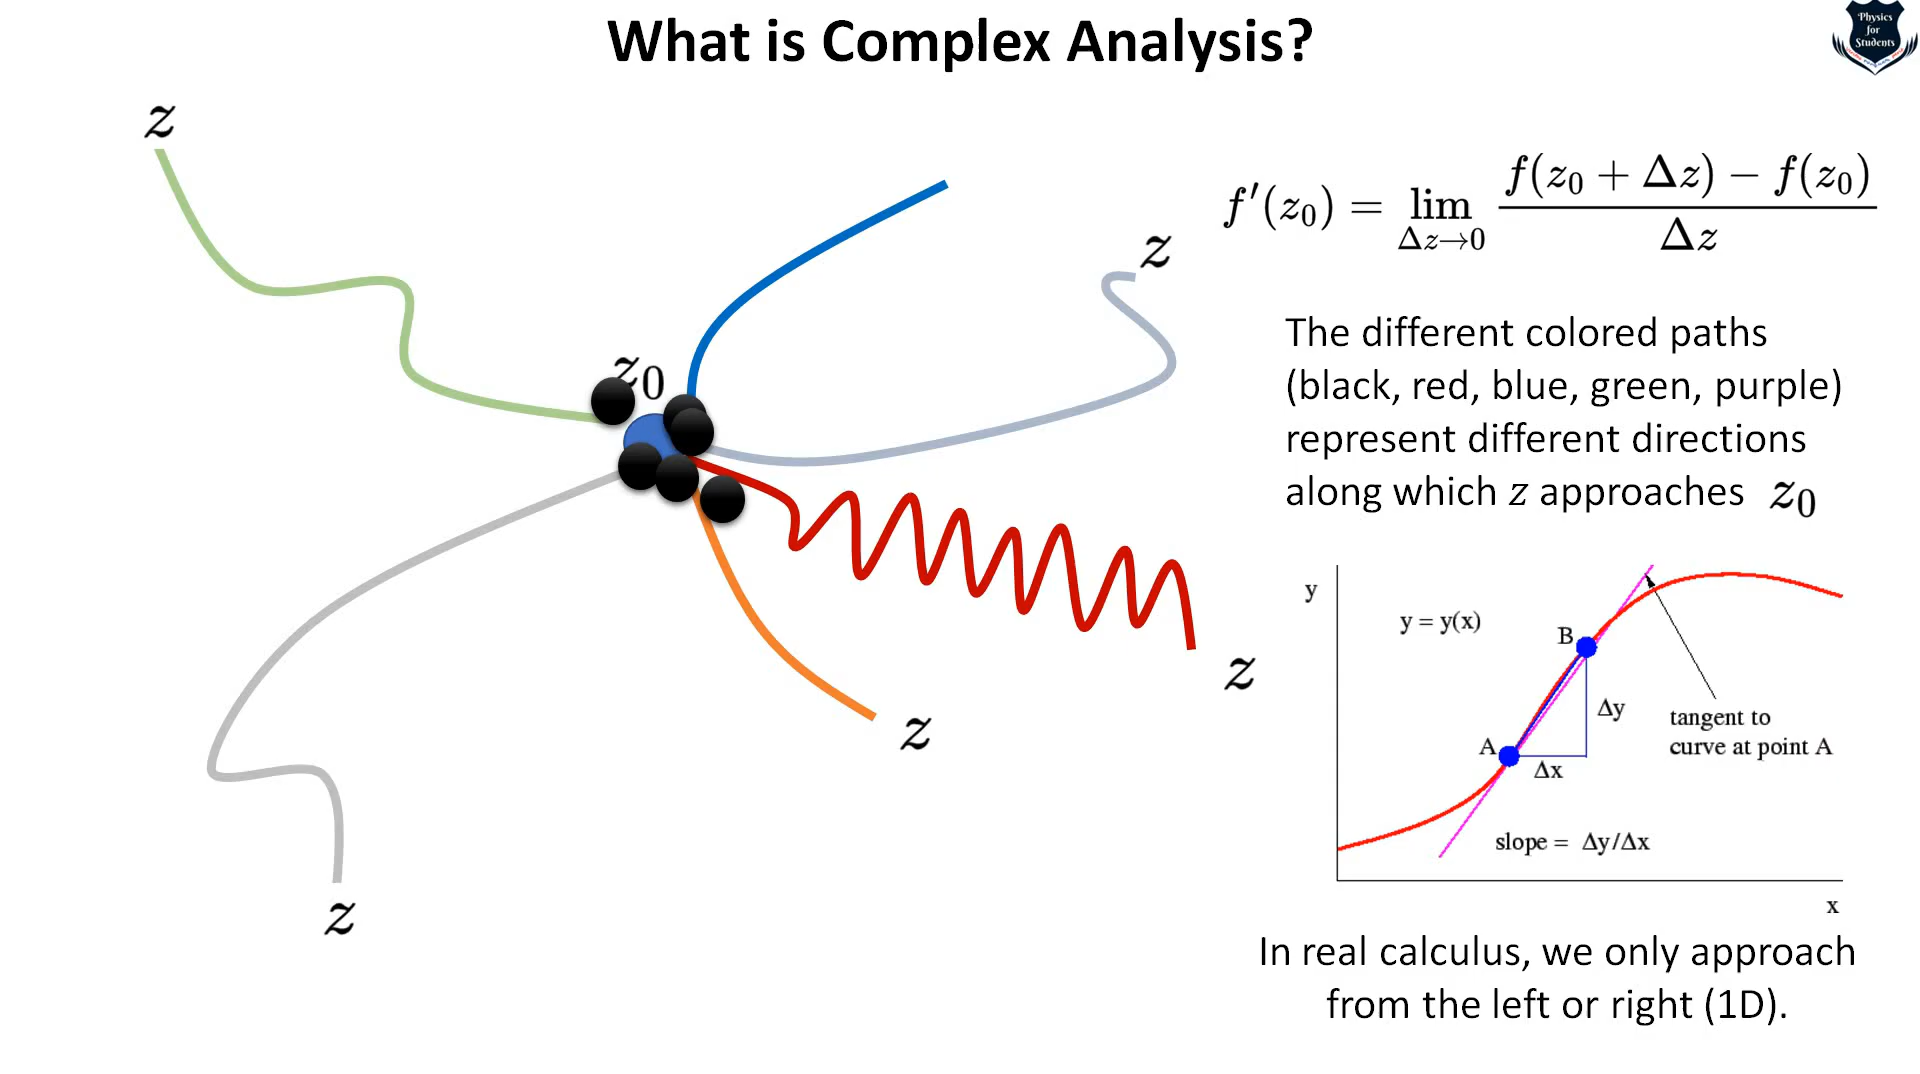 What is Complex Analysis?
Physics
for
Students
z
z
z₀
z
z
z
f′(z₀) = lim Δz→0 f(z₀ + Δz) − f(z₀) / Δz
The different colored paths
(black, red, blue, green, purple)
represent different directions
along which z approaches z₀
y
y = y(x)
B
Δy
A
Δx
tangent to
curve at point A
slope = Δy/Δx
x
In real calculus, we only approach
from the left or right (1D).